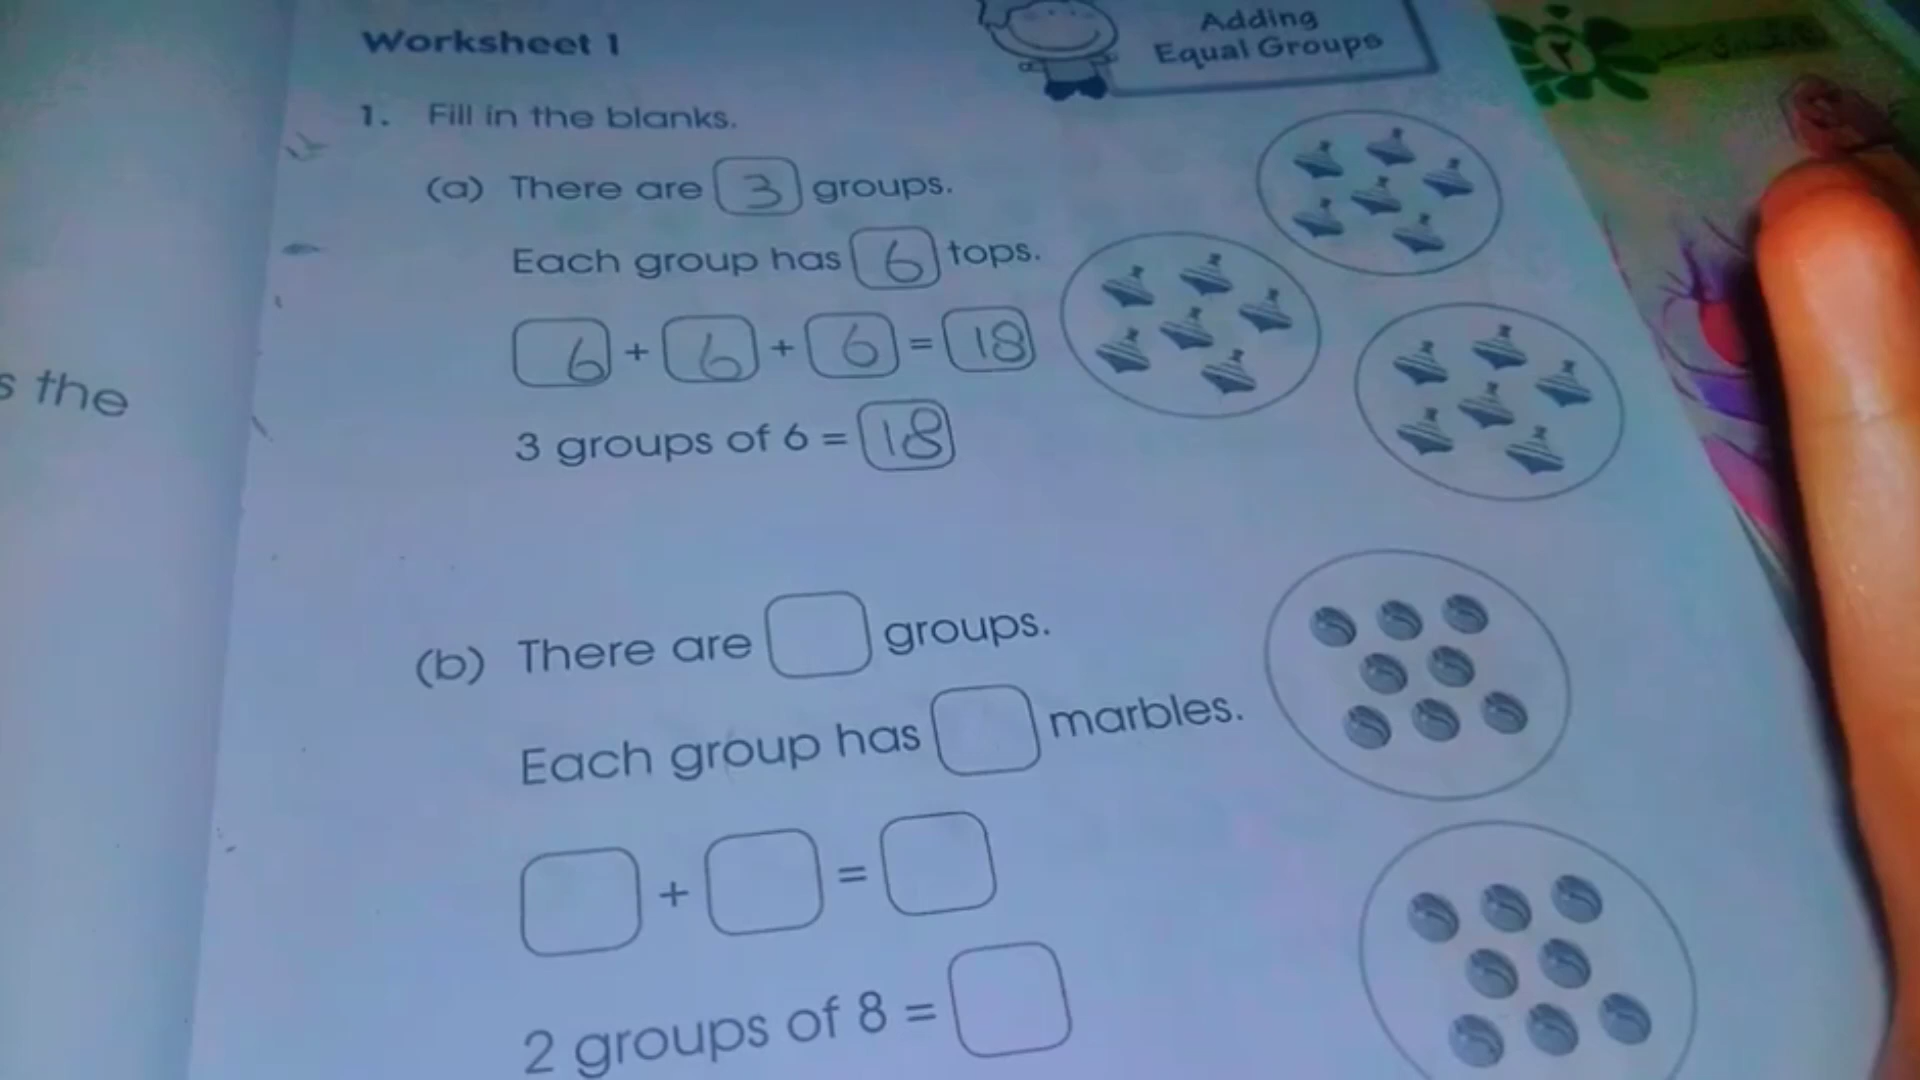 Worksheet 1
Adding
Equal Groups
1. Fill in the blanks.
(a) There are 3 groups.
Each group has 6 tops.
6 + 6 + 6 = 18
3 groups of 6 = 18
s the
(b) There are groups.
Each group has marbles.
+ =
2 groups of 8 =
٢